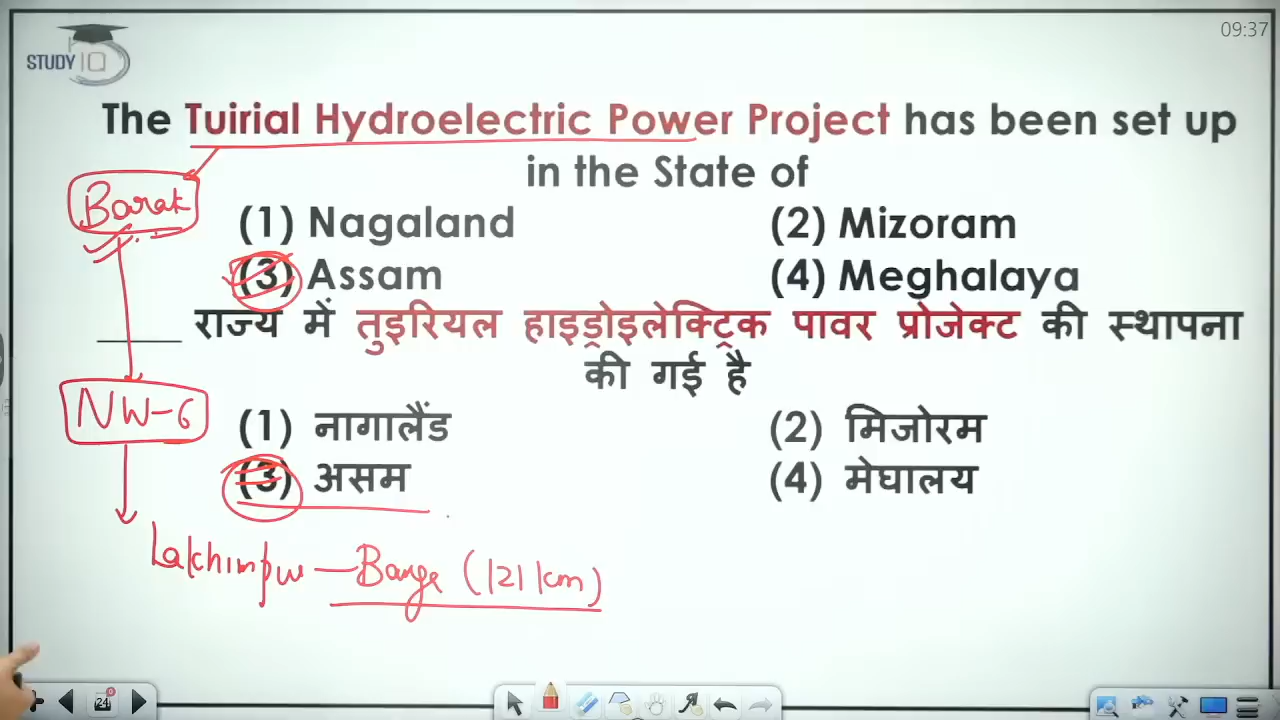 09:37
STUDY IQ
The Tuirial Hydroelectric Power Project has been set up
in the State of
Barak
(1) Nagaland (2) Mizoram
(3) Assam (4) Meghalaya
______ राज्य में तुइरियल हाइड्रोइलेक्ट्रिक पावर प्रोजेक्ट की स्थापना
की गई है
NW-6
(1) नागालैंड (2) मिजोरम
(3) असम (4) मेघालय
Lakhimpur — Bange (121 km)
24